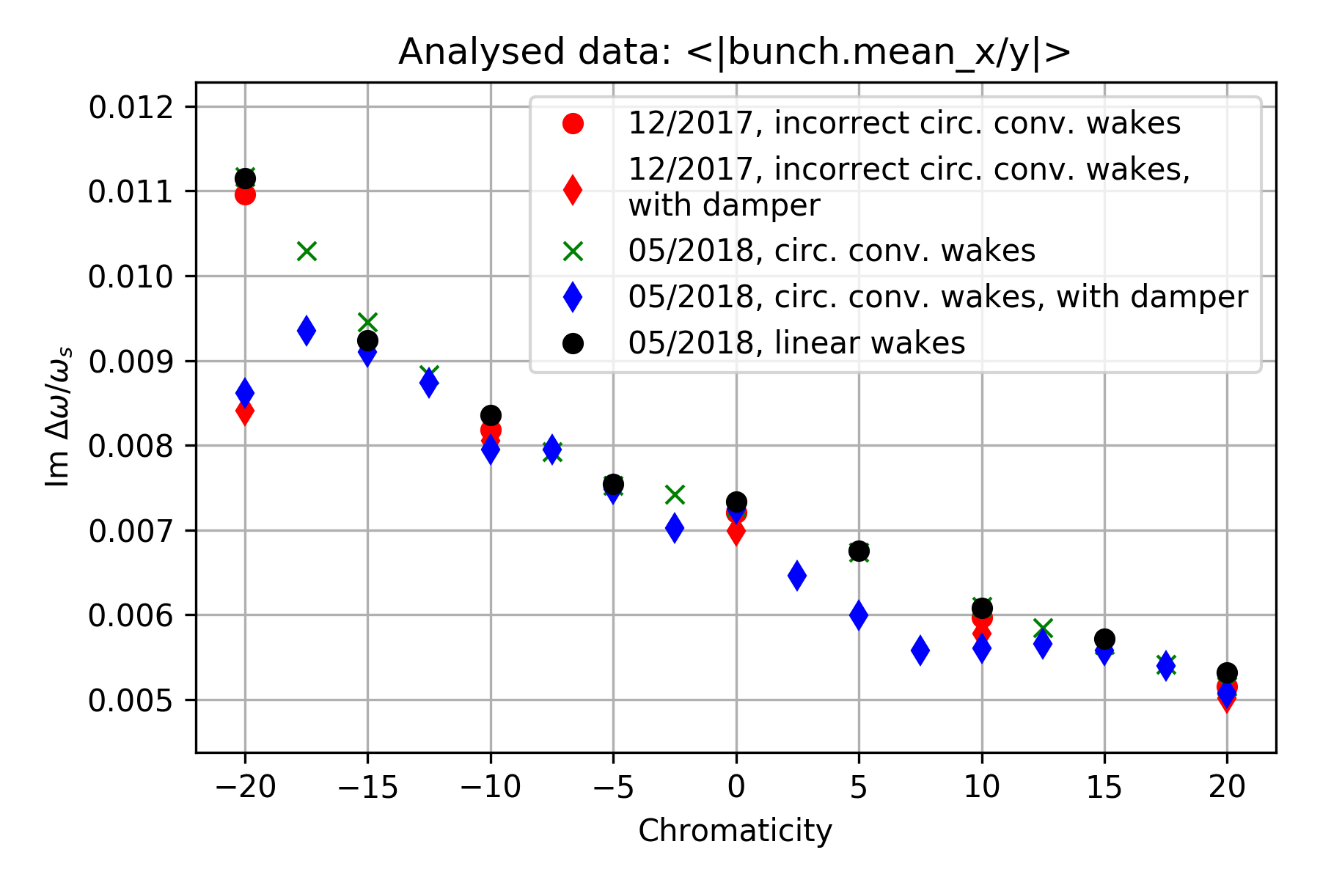 Analysed data: <|bunch.mean_x/y|>
0.012
0.011
0.010
0.009
0.008
0.007
0.006
0.005
Im Δω/ωₛ
12/2017, incorrect circ. conv. wakes
12/2017, incorrect circ. conv. wakes,
with damper
05/2018, circ. conv. wakes
05/2018, circ. conv. wakes, with damper
05/2018, linear wakes
−20 −15 −10 −5 0 5 10 15 20
Chromaticity